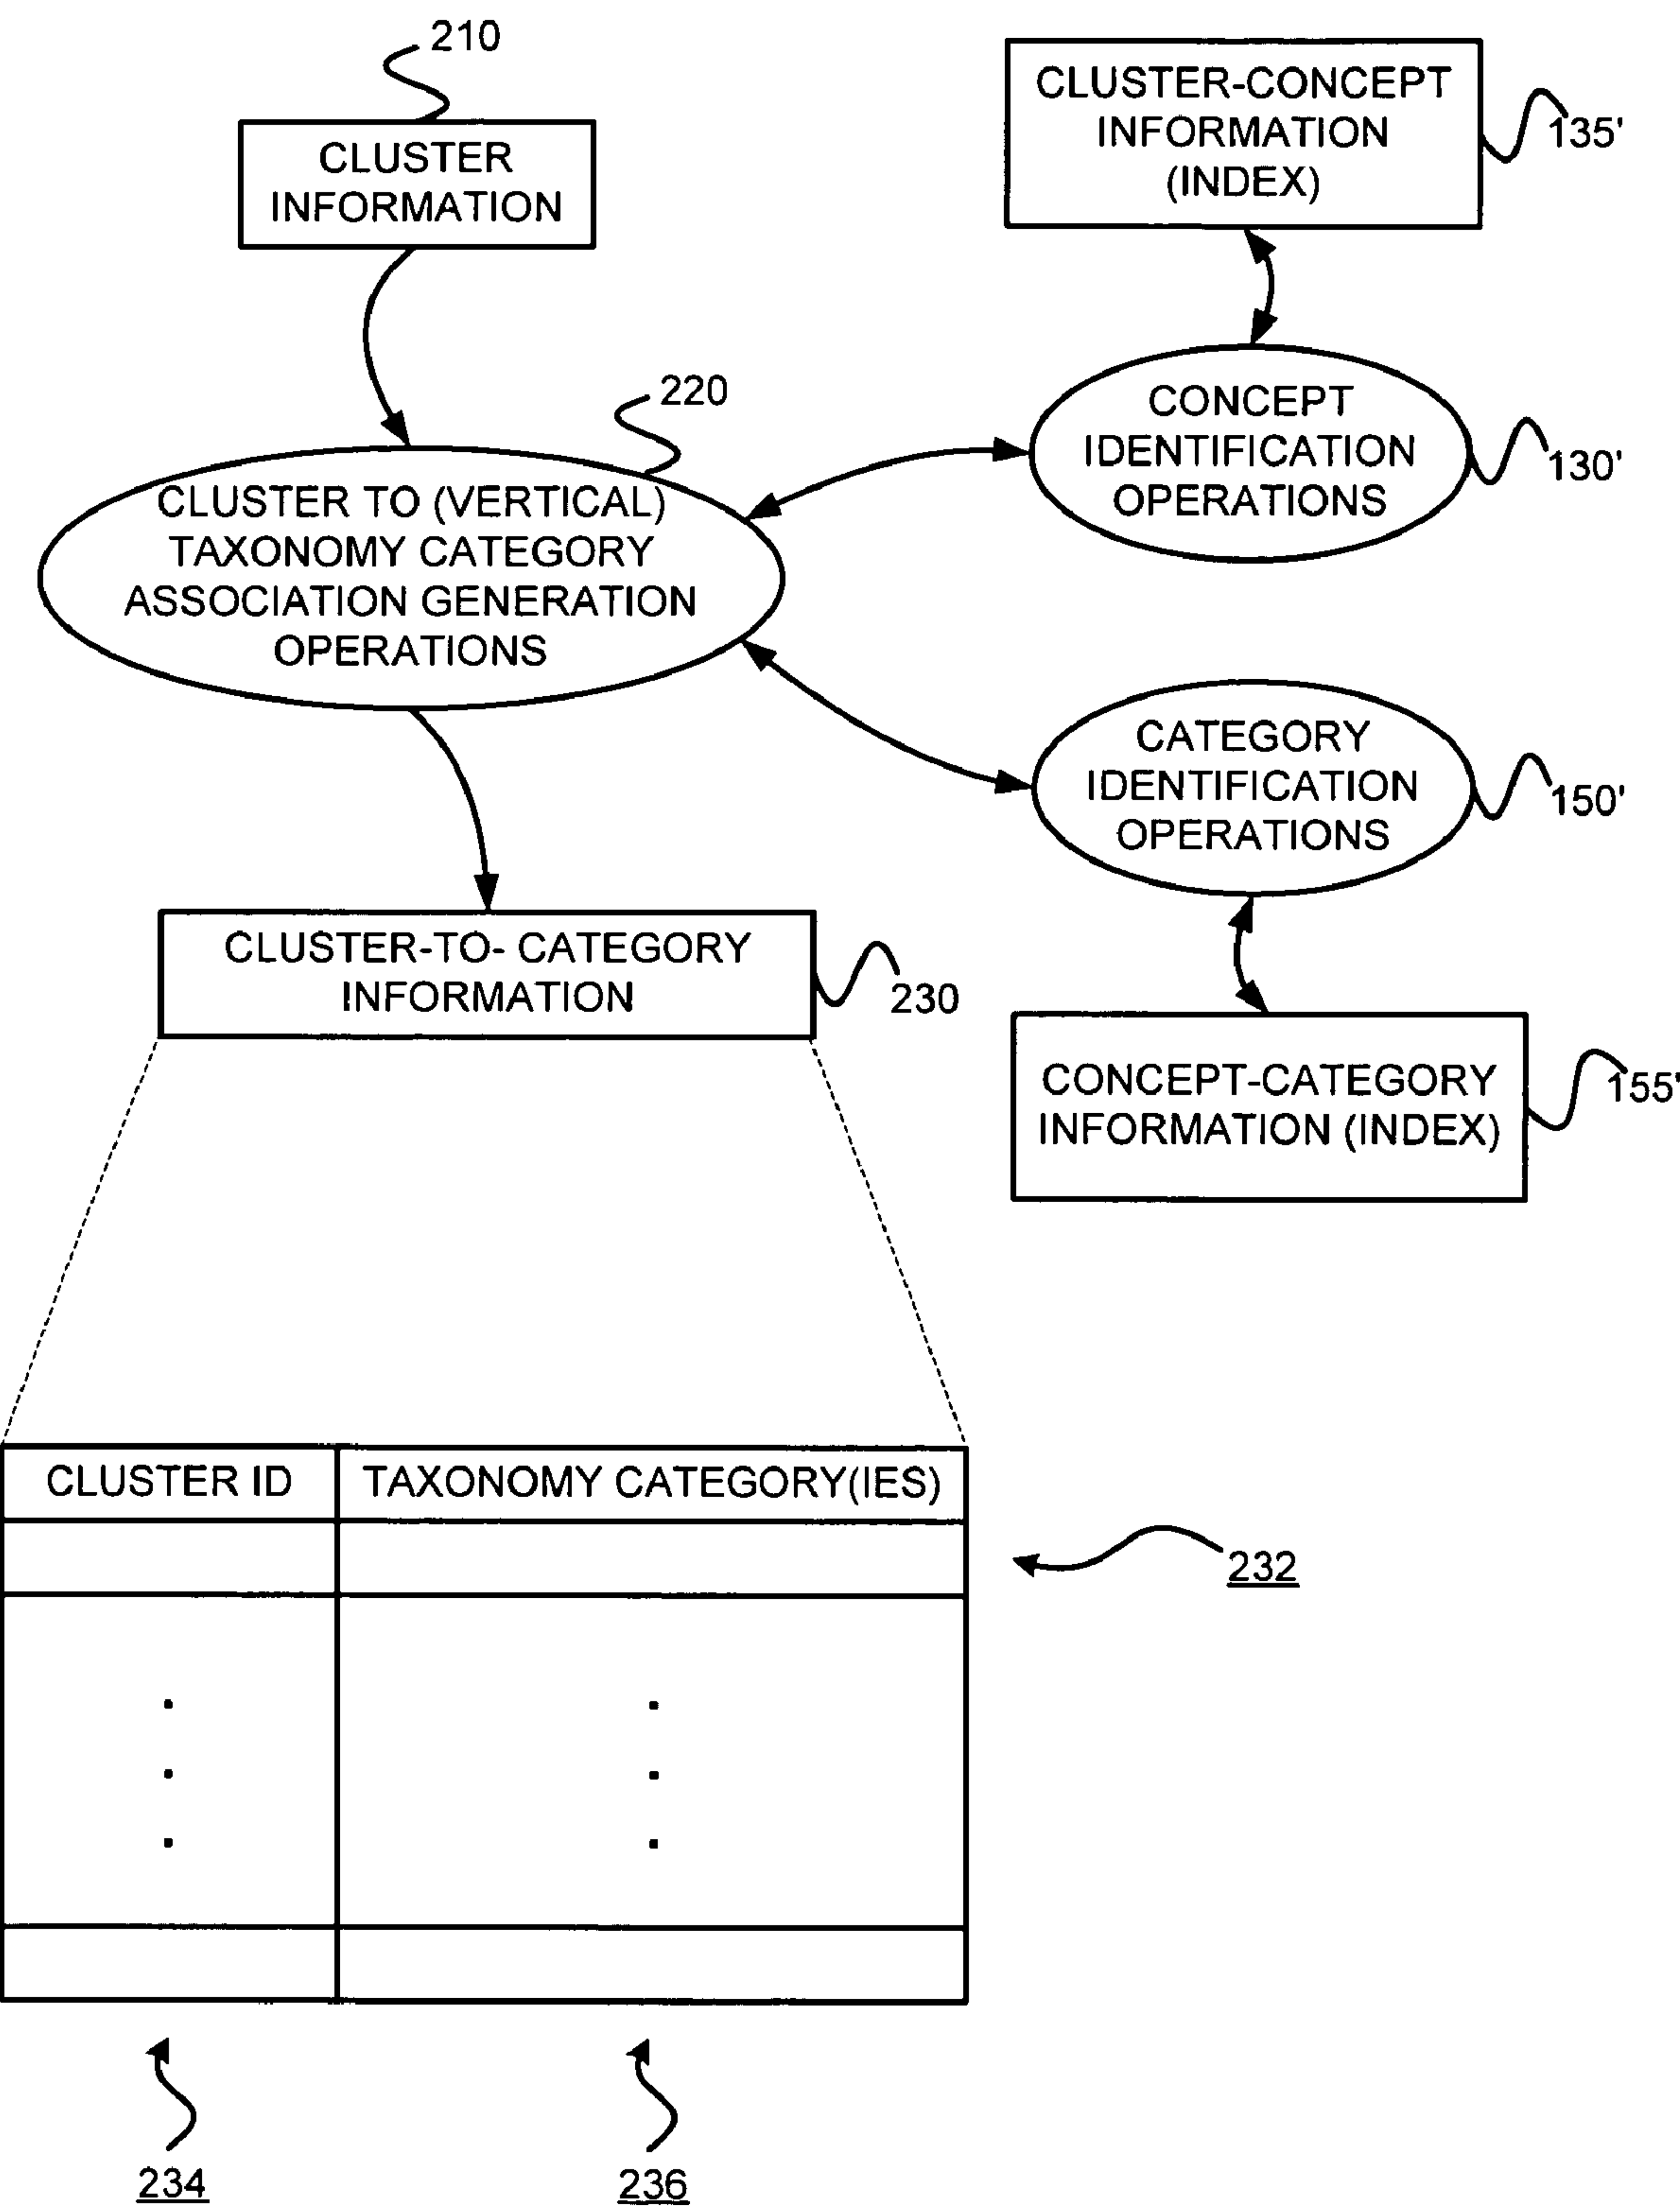 210
CLUSTER
INFORMATION
CLUSTER-CONCEPT
INFORMATION
(INDEX)
135'
220
CLUSTER TO (VERTICAL)
TAXONOMY CATEGORY
ASSOCIATION GENERATION
OPERATIONS
CONCEPT
IDENTIFICATION
OPERATIONS
130'
CATEGORY
IDENTIFICATION
OPERATIONS
150'
CLUSTER-TO- CATEGORY
INFORMATION
230
CONCEPT-CATEGORY
INFORMATION (INDEX)
155'
CLUSTER ID
TAXONOMY CATEGORY(IES)
232
234
236